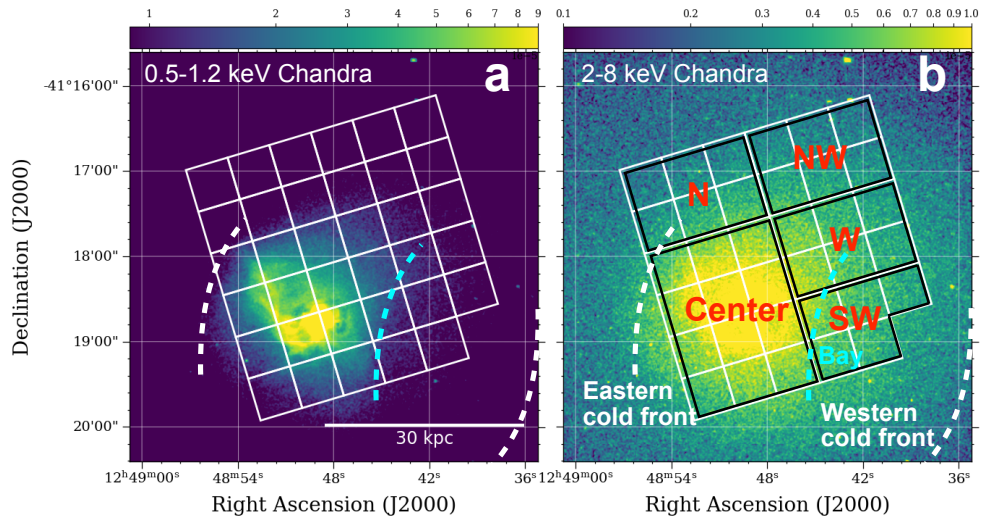 1 2 3 4 5 6 7 8 9
0.1 0.2 0.3 0.4 0.5 0.6 0.7 0.8 0.9 1.0
0.5-1.2 keV Chandra a
2-8 keV Chandra b
-41°16'00"
17'00"
18'00"
19'00"
20'00"
Declination (J2000)
NW
N
W
Center
SW
Bay
Eastern
cold front
Western
cold front
30 kpc
12ʰ49ᵐ00ˢ 54ˢ 48ˢ 42ˢ 36ˢ
12ʰ49ᵐ00ˢ 54ˢ 48ˢ 42ˢ 36ˢ
Right Ascension (J2000)
Right Ascension (J2000)